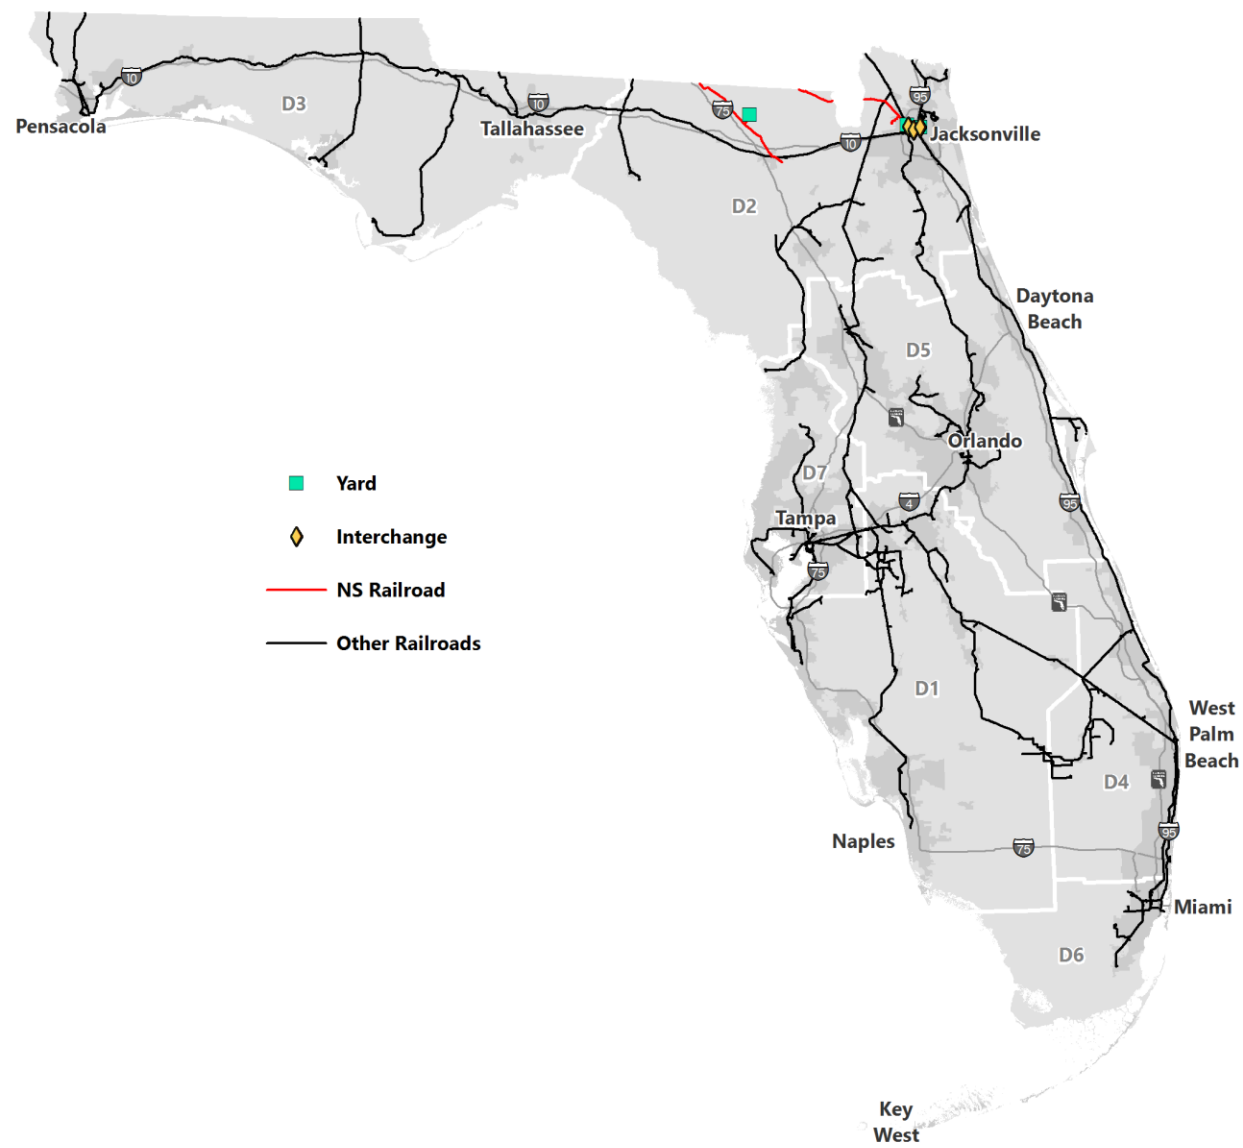 10
D3
Pensacola
10
Tallahassee
75
95
10
Jacksonville
D2
Daytona
Beach
D5
Orlando
D7
Tampa
4
95
75
Yard
Interchange
NS Railroad
Other Railroads
D1
West
Palm
Beach
D4
95
Naples
75
Miami
D6
Key
West